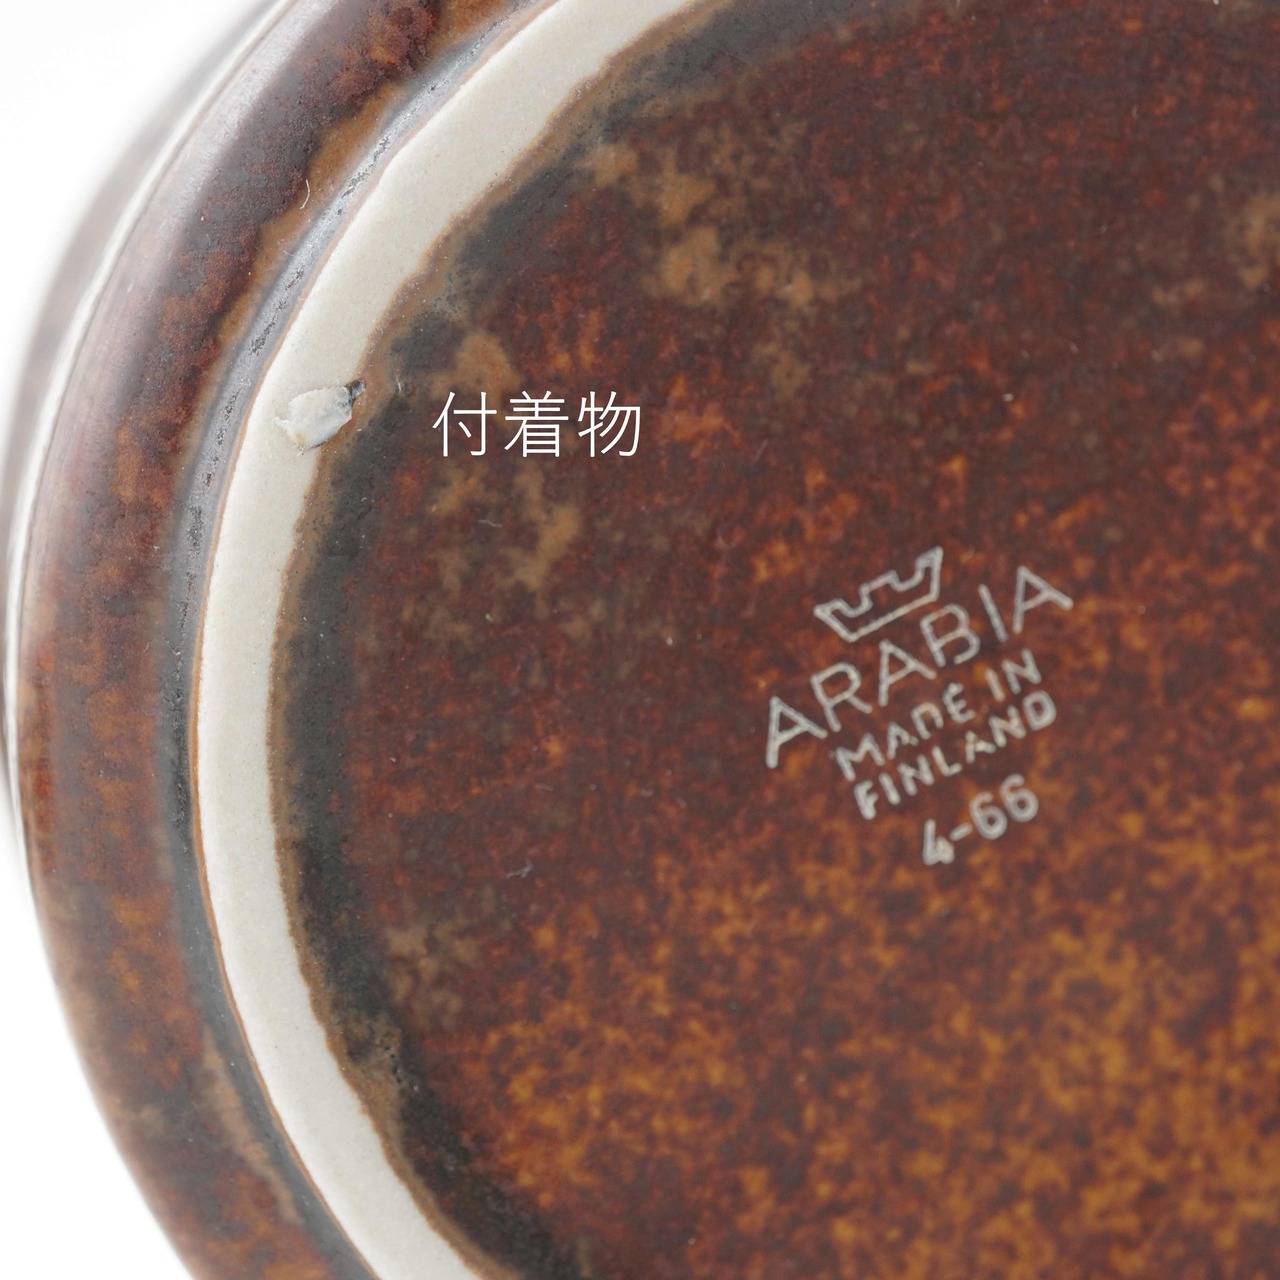 付着物
ARABIA
MADE IN
FINLAND
4-66